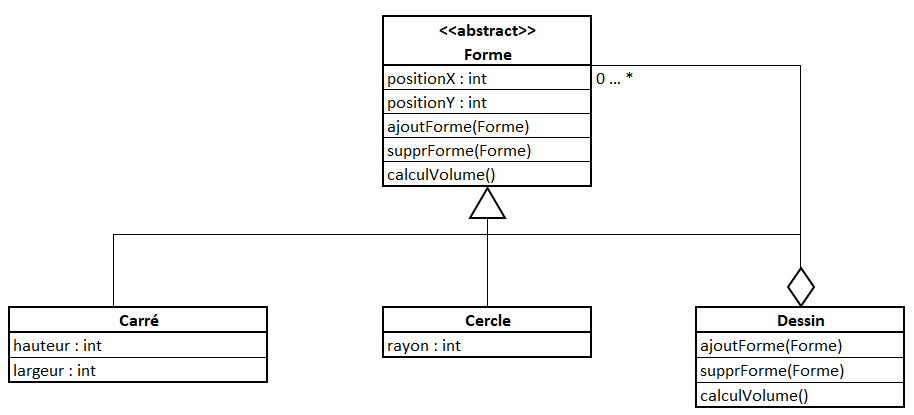 <<abstract>>
Forme
positionX : int
positionY : int
ajoutForme(Forme)
supprForme(Forme)
calculVolume()
0 ... *
Carré
hauteur : int
largeur : int
Cercle
rayon : int
Dessin
ajoutForme(Forme)
supprForme(Forme)
calculVolume()